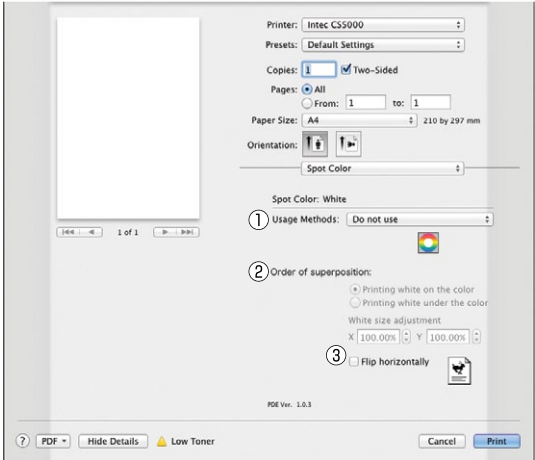 Printer: Intec CS5000
Presets: Default Settings
Copies: 1 Two-Sided
Pages: All
From: 1 to: 1
Paper Size: A4 210 by 297 mm
Orientation:
Spot Color
Spot Color: White
① Usage Methods: Do not use
1 of 1
② Order of superposition:
Printing white on the color
Printing white under the color
White size adjustment
X 100.00% Y 100.00%
③ Flip horizontally
PDE Ver. 1.0.3
? PDF Hide Details Low Toner Cancel Print